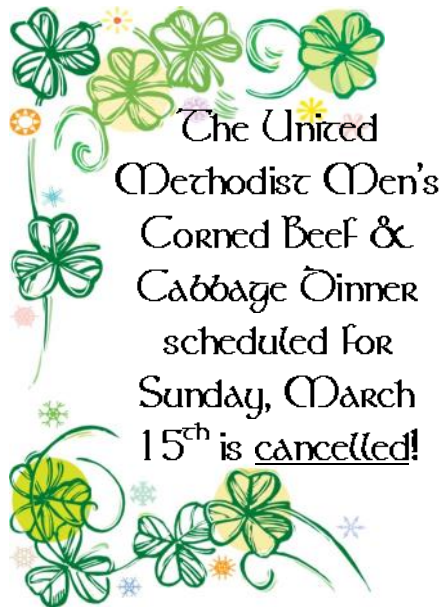 The United
Methodist Men's
Corned Beef &
Cabbage Dinner
scheduled for
Sunday, March
15th is cancelled!